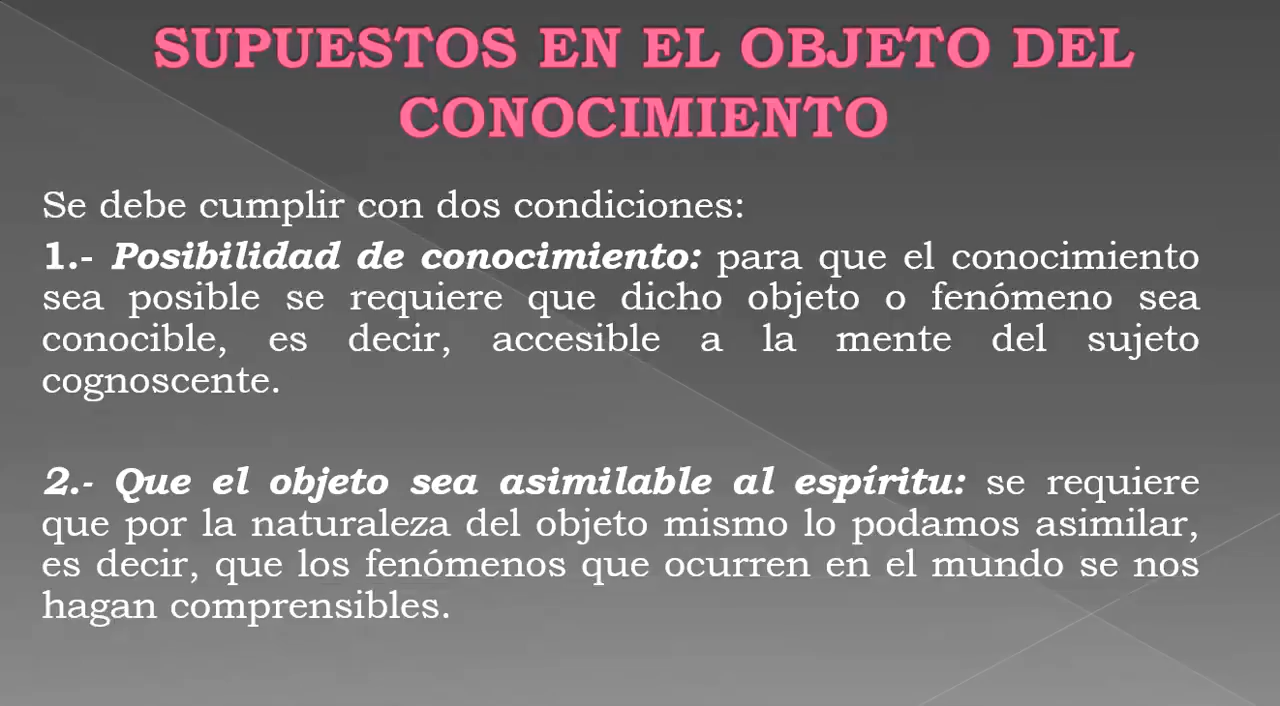 SUPUESTOS EN EL OBJETO DEL
CONOCIMIENTO
Se debe cumplir con dos condiciones:
1.- Posibilidad de conocimiento: para que el conocimiento
sea posible se requiere que dicho objeto o fenómeno sea
conocible, es decir, accesible a la mente del sujeto
cognoscente.
2.- Que el objeto sea asimilable al espíritu: se requiere
que por la naturaleza del objeto mismo lo podamos asimilar,
es decir, que los fenómenos que ocurren en el mundo se nos
hagan comprensibles.